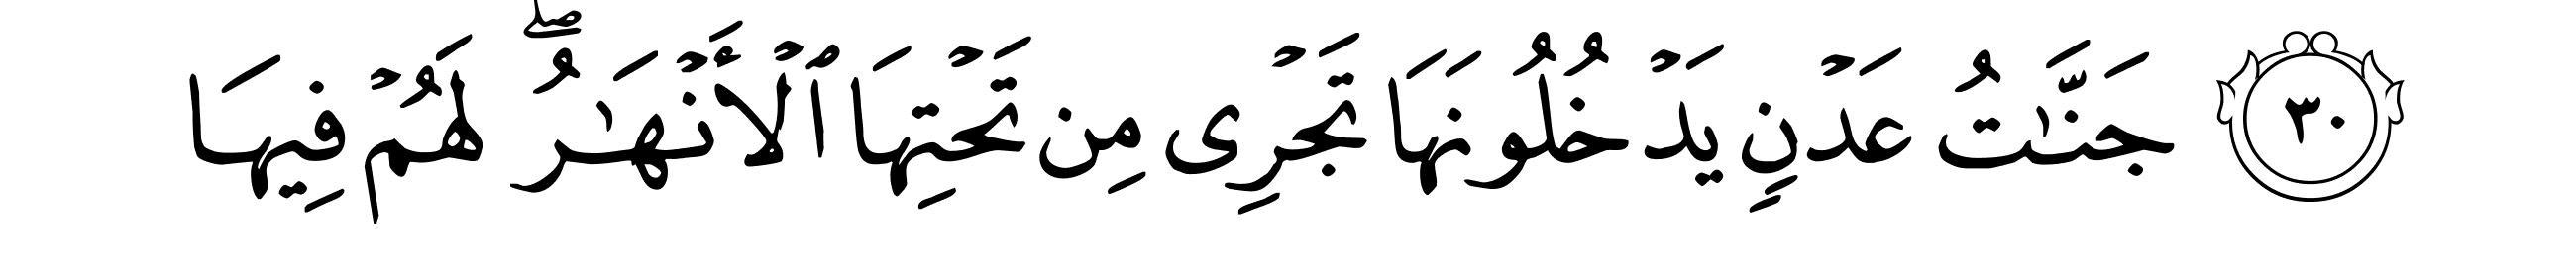 ٣٠ جَنَّٰتُ عَدْنٍ يَدْخُلُونَهَا تَجْرِى مِن تَحْتِهَا ٱلْأَنْهَٰرُ ۖ لَهُمْ فِيهَا